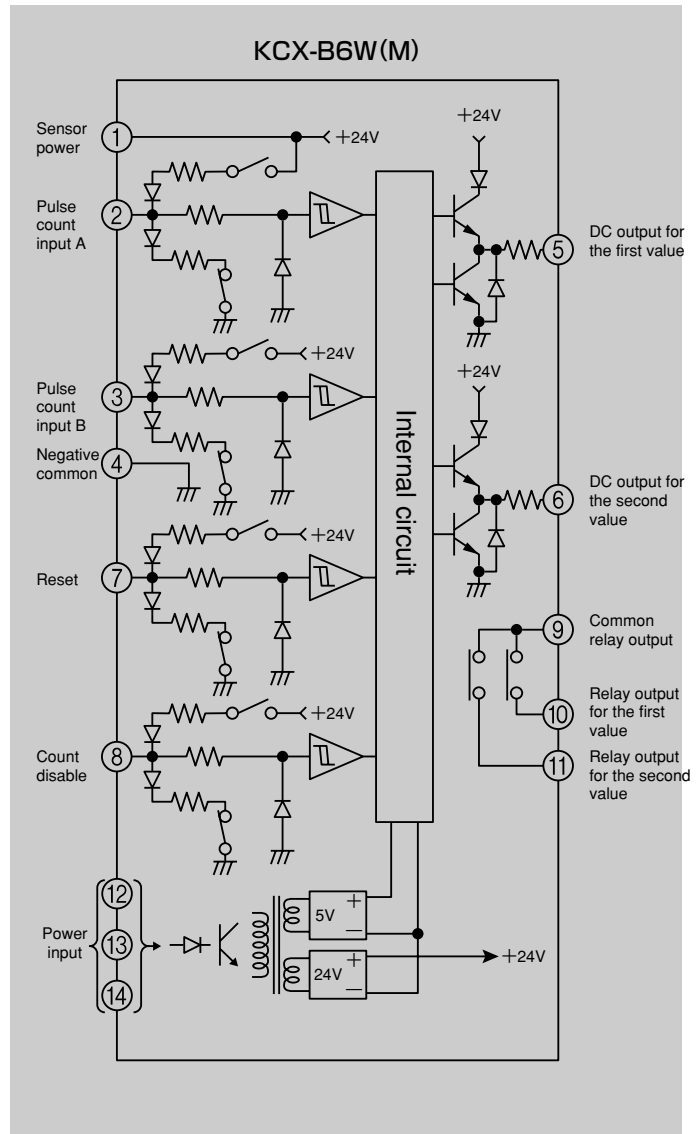 KCX-B6W(M)
Sensor
power
1
+24V
+24V
Pulse
count
input A
2
5
DC output for
the first value
+24V
Pulse
count
input B
3
+24V
Negative
common
4
Internal circuit
6
DC output for
the second
value
+24V
Reset
7
9
Common
relay output
10
Relay output
for the first
value
+24V
Count
disable
8
11
Relay output
for the second
value
12
Power
input
13
14
5V
+
−
24V
+
−
+24V